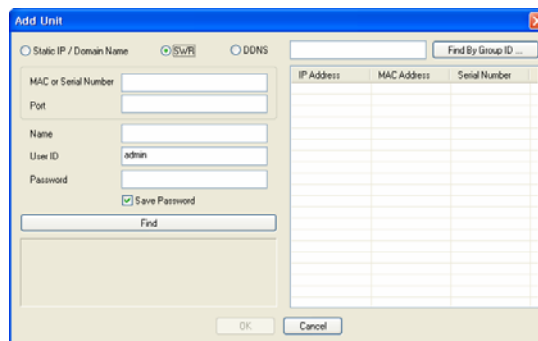 Add Unit
Static IP / Domain Name SWR DDNS
Find By Group ID ...
MAC or Serial Number
Port
Name
User ID admin
Password
Save Password
Find
IP Address MAC Address Serial Number
OK Cancel